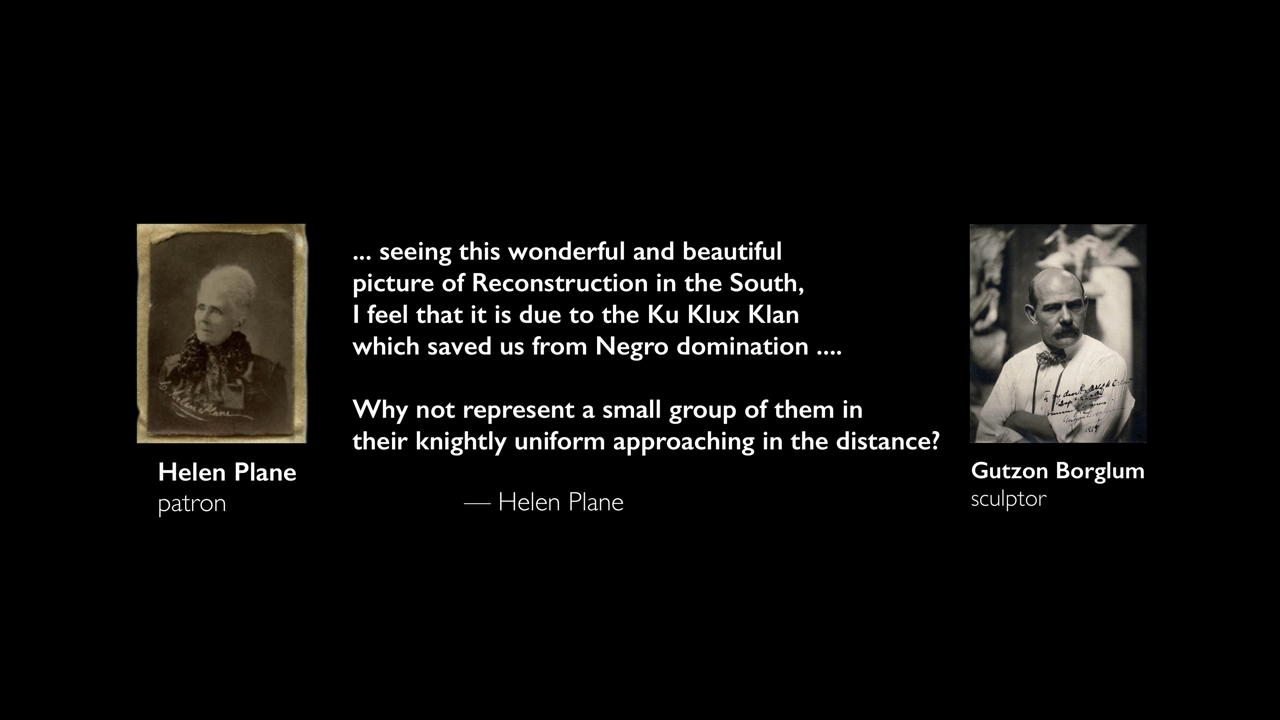 ... seeing this wonderful and beautiful
picture of Reconstruction in the South,
I feel that it is due to the Ku Klux Klan
which saved us from Negro domination ....
Why not represent a small group of them in
their knightly uniform approaching in the distance?
— Helen Plane
Helen Plane
patron
Gutzon Borglum
sculptor